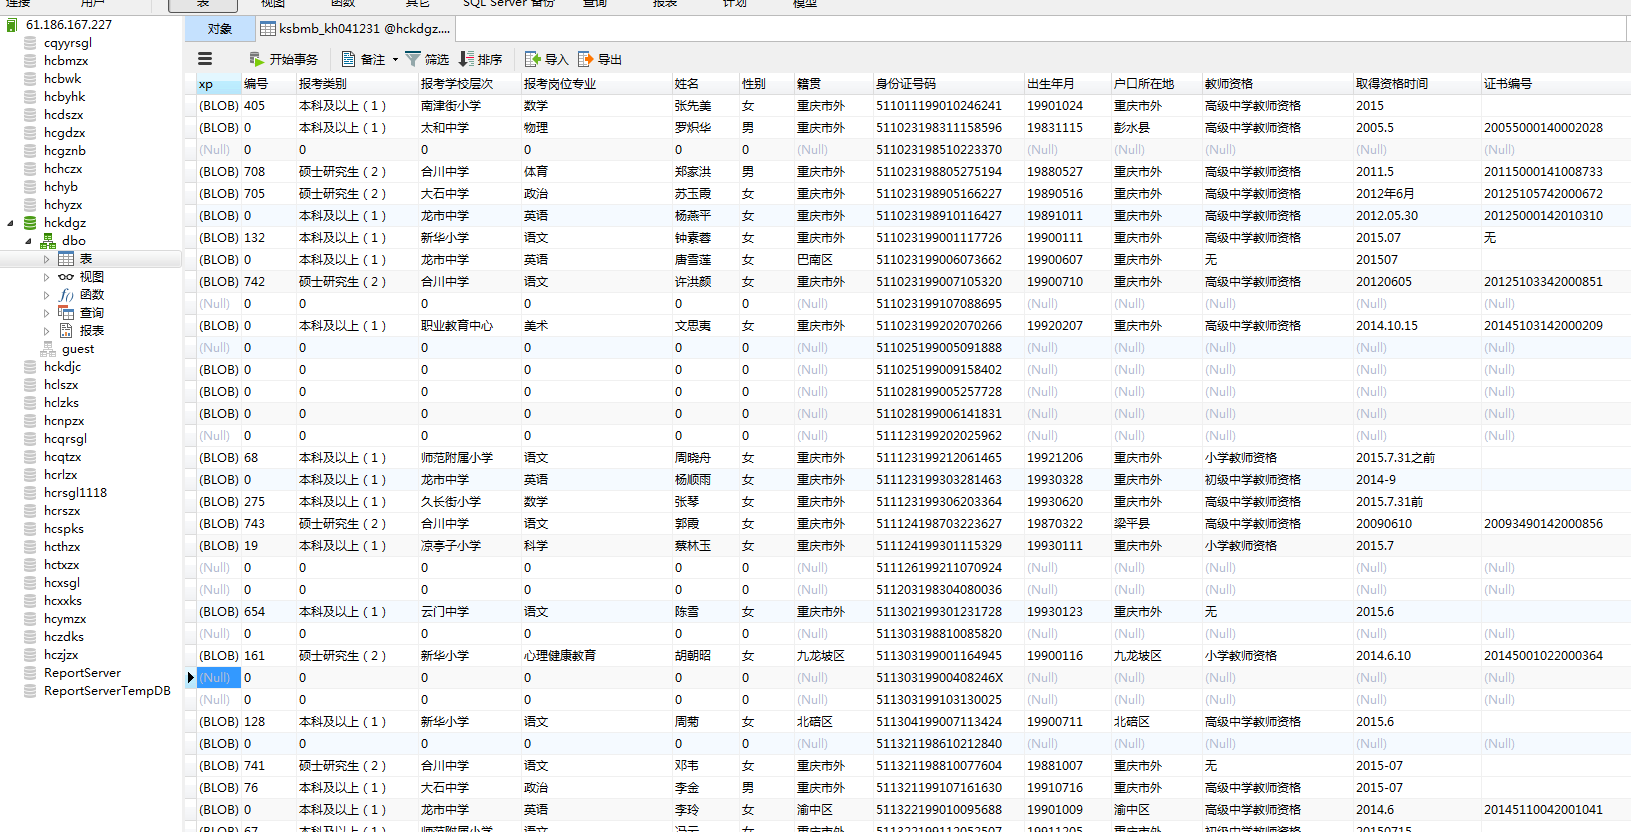 连接 用户 表 视图 函数 其它 SQL Server 备份 查询 报表 计划 模型
61.186.167.227
cqyyrsgl
hcbmzx
hcbwk
hcbyhk
hcdszx
hcgdzx
hcgznb
hchczx
hchyb
hchyzx
hckdgz
dbo
表
视图
函数
查询
报表
guest
hckdjc
hclszx
hclzks
hcnpzx
hcqrsgl
hcqtzx
hcrlzx
hcrsgl1118
hcrszx
hcspks
hcthzx
hctxzx
hcxsgl
hcxxks
hcymzx
hczdks
hczjzx
ReportServer
ReportServerTempDB
对象 ksbmb_kh041231 @hckdgz....
开始事务 备注 筛选 排序 导入 导出
xp 编号 报考类别 报考学校层次 报考岗位专业 姓名 性别 籍贯 身份证号码 出生年月 户口所在地 教师资格 取得资格时间 证书编号
(BLOB) 405 本科及以上 ( 1 ) 南津街小学 数学 张先美 女 重庆市外 511011199010246241 19901024 重庆市外 高级中学教师资格 2015
(BLOB) 0 本科及以上 ( 1 ) 太和中学 物理 罗炽华 男 重庆市外 511023198311158596 19831115 彭水县 高级中学教师资格 2005.5 20055000140002028
(Null) 0 0 0 0 0 0 (Null) 511023198510223370 (Null) (Null) (Null) (Null) (Null)
(BLOB) 708 硕士研究生 ( 2 ) 合川中学 体育 郑家洪 男 重庆市外 511023198805275194 19880527 重庆市外 高级中学教师资格 2011.5 20115000141008733
(BLOB) 705 硕士研究生 ( 2 ) 大石中学 政治 苏玉霞 女 重庆市外 511023198905166227 19890516 重庆市外 高级中学教师资格 2012年6月 20125105742000672
(BLOB) 0 本科及以上 ( 1 ) 龙市中学 英语 杨燕平 女 重庆市外 511023198910116427 19891011 重庆市外 高级中学教师资格 2012.05.30 20125000142010310
(BLOB) 132 本科及以上 ( 1 ) 新华小学 语文 钟素蓉 女 重庆市外 511023199001117726 19900111 重庆市外 高级中学教师资格 2015.07 无
(BLOB) 0 本科及以上 ( 1 ) 龙市中学 英语 唐雪莲 女 巴南区 511023199006073662 19900607 重庆市外 无 201507
(BLOB) 742 硕士研究生 ( 2 ) 合川中学 语文 许洪颜 女 重庆市外 511023199007105320 19900710 重庆市外 高级中学教师资格 20120605 20125103342000851
(Null) 0 0 0 0 0 0 (Null) 511023199107088695 (Null) (Null) (Null) (Null) (Null)
(BLOB) 0 本科及以上 ( 1 ) 职业教育中心 美术 文思夷 女 重庆市外 511023199202070266 19920207 重庆市外 高级中学教师资格 2014.10.15 20145103142000209
(Null) 0 0 0 0 0 0 (Null) 511025199005091888 (Null) (Null) (Null) (Null) (Null)
(BLOB) 0 0 0 0 0 0 (Null) 511025199009158402 (Null) (Null) (Null) (Null) (Null)
(BLOB) 0 0 0 0 0 0 (Null) 511028199005257728 (Null) (Null) (Null) (Null) (Null)
(BLOB) 0 0 0 0 0 0 (Null) 511028199006141831 (Null) (Null) (Null) (Null) (Null)
(Null) 0 0 0 0 0 0 (Null) 511123199202025962 (Null) (Null) (Null) (Null) (Null)
(BLOB) 68 本科及以上 ( 1 ) 师范附属小学 语文 周晓舟 女 重庆市外 511123199212061465 19921206 重庆市外 小学教师资格 2015.7.31之前
(BLOB) 0 本科及以上 ( 1 ) 龙市中学 英语 杨顺雨 女 重庆市外 511123199303281463 19930328 重庆市外 初级中学教师资格 2014-9
(BLOB) 275 本科及以上 ( 1 ) 久长街小学 数学 张琴 女 重庆市外 511123199306203364 19930620 重庆市外 高级中学教师资格 2015.7.31前
(BLOB) 743 硕士研究生 ( 2 ) 合川中学 语文 郭霞 女 重庆市外 511124198703223627 19870322 梁平县 高级中学教师资格 20090610 20093490142000856
(BLOB) 19 本科及以上 ( 1 ) 凉亭子小学 科学 蔡林玉 女 重庆市外 511124199301115329 19930111 重庆市外 小学教师资格 2015.7
(Null) 0 0 0 0 0 0 (Null) 511126199211070924 (Null) (Null) (Null) (Null) (Null)
(Null) 0 0 0 0 0 0 (Null) 511203198304080036 (Null) (Null) (Null) (Null) (Null)
(BLOB) 654 本科及以上 ( 1 ) 云门中学 语文 陈雪 女 重庆市外 511302199301231728 19930123 重庆市外 无 2015.6
(Null) 0 0 0 0 0 0 (Null) 511303198810085820 (Null) (Null) (Null) (Null) (Null)
(BLOB) 161 硕士研究生 ( 2 ) 新华小学 心理健康教育 胡朝昭 女 九龙坡区 511303199001164945 19900116 九龙坡区 小学教师资格 2014.6.10 20145001022000364
(Null) 0 0 0 0 0 0 (Null) 51130319900408246X (Null) (Null) (Null) (Null) (Null)
(Null) 0 0 0 0 0 0 (Null) 511303199103130025 (Null) (Null) (Null) (Null) (Null)
(BLOB) 128 本科及以上 ( 1 ) 新华小学 语文 周菊 女 北碚区 511304199007113424 19900711 北碚区 高级中学教师资格 2015.6
(BLOB) 0 0 0 0 0 0 (Null) 511321198610212840 (Null) (Null) (Null) (Null) (Null)
(BLOB) 741 硕士研究生 ( 2 ) 合川中学 语文 邓韦 女 重庆市外 511321198810077604 19881007 重庆市外 无 2015-07
(BLOB) 76 本科及以上 ( 1 ) 大石中学 政治 李金 男 重庆市外 511321199107161630 19910716 重庆市外 高级中学教师资格 2015-07
(BLOB) 0 本科及以上 ( 1 ) 龙市中学 英语 李玲 女 渝中区 511322199010095688 19901009 渝中区 高级中学教师资格 2014.6 20145110042001041
(BLOB) 67 本科及以上 ( 1 ) 师范附属小学 语文 冯云 女 重庆市外 511322199112052507 19911205 重庆市外 初级中学教师资格 20150715